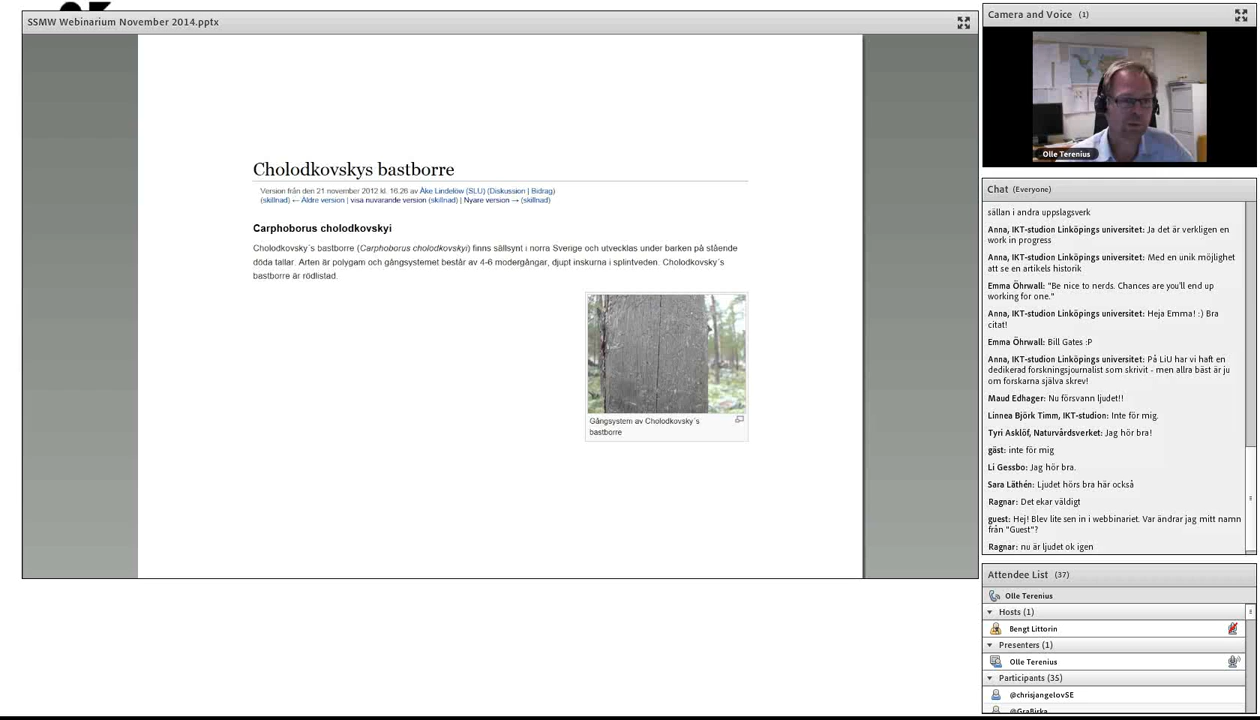 SSMW Webinarium November 2014.pptx
Cholodkovskys bastborre
Version från den 21 november 2012 kl. 16.26 av Åke Lindelöw (SLU) (Diskussion | Bidrag)
(skillnad) ← Äldre version | visa nuvarande version (skillnad) | Nyare version → (skillnad)
Carphoborus cholodkovskyi
Cholodkovsky´s bastborre (Carphoborus cholodkovskyi) finns sällsynt i norra Sverige och utvecklas under barken på stående
döda tallar. Arten är polygam och gångsystemet består av 4-6 modergångar, djupt inskurna i splintveden. Cholodkovsky´s
bastborre är rödlistad.
Gångsystem av Cholodkovsky´s
bastborre
Camera and Voice (1)
Olle Terenius
Chat (Everyone)
sällan i andra uppslagsverk
Anna, IKT-studion Linköpings universitet: Ja det är verkligen en
work in progress
Anna, IKT-studion Linköpings universitet: Med en unik möjlighet
att se en artikels historik
Emma Öhrwall: "Be nice to nerds. Chances are you'll end up
working for one."
Anna, IKT-studion Linköpings universitet: Heja Emma! :) Bra
citat!
Emma Öhrwall: Bill Gates :P
Anna, IKT-studion Linköpings universitet: På LiU har vi haft en
dedikerad forskningsjournalist som skrivit - men allra bäst är ju
om forskarna själva skrev!
Maud Edhager: Nu försvann ljudet!!
Linnea Björk Timm, IKT-studion: Inte för mig.
Tyri Asklöf, Naturvårdsverket: Jag hör bra!
gäst: inte för mig
Li Gessbo: Jag hör bra.
Sara Låthén: Ljudet hörs bra här också
Ragnar: Det ekar väldigt
guest: Hej! Blev lite sen in i webbinariet. Var ändrar jag mitt namn
från "Guest"?
Ragnar: nu är ljudet ok igen
Attendee List (37)
Olle Terenius
Hosts (1)
Bengt Littorin
Presenters (1)
Olle Terenius
Participants (35)
@chrisjangelovSE
@GraBirka